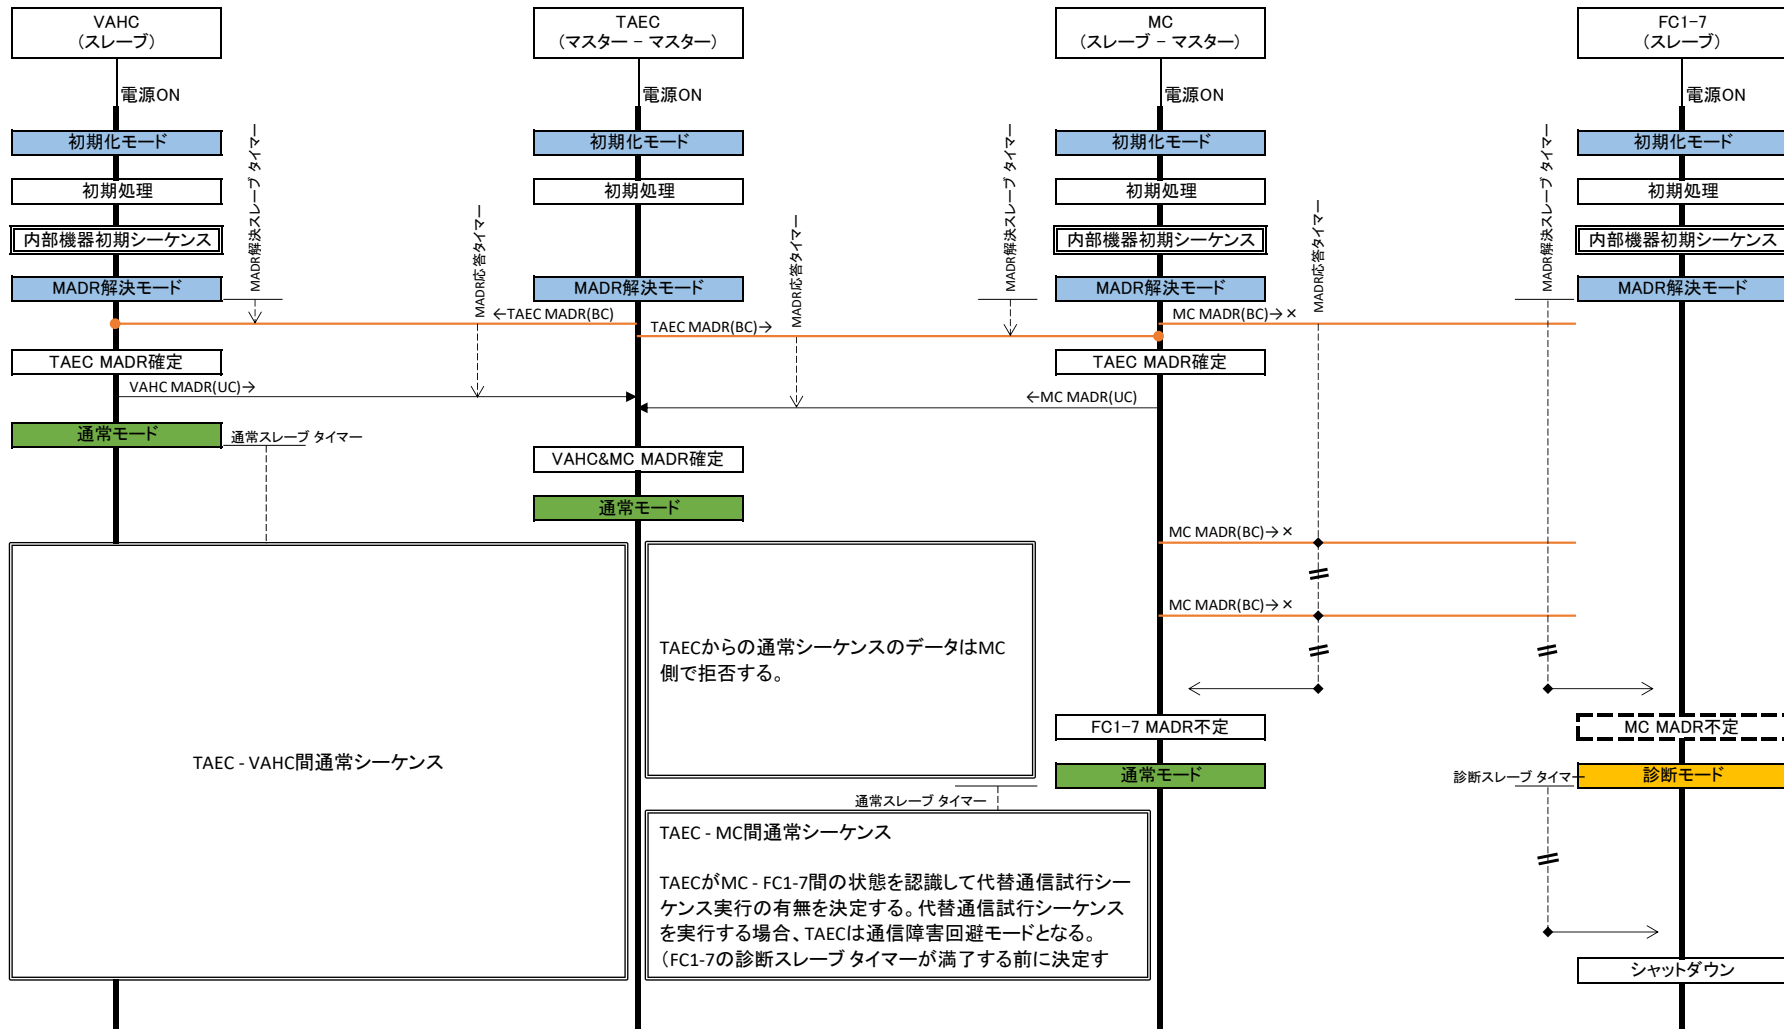 VAHC
（スレーブ）
TAEC
（マスター － マスター）
MC
（スレーブ － マスター）
FC1-7
（スレーブ）
電源ON
電源ON
電源ON
電源ON
初期化モード
初期化モード
初期化モード
初期化モード
初期処理
初期処理
初期処理
初期処理
内部機器初期シーケンス
内部機器初期シーケンス
内部機器初期シーケンス
MADR解決スレーブ タイマー
MADR応答タイマー
MADR応答タイマー
MADR解決スレーブ タイマー
MADR応答タイマー
MADR解決スレーブ タイマー
MADR解決モード
MADR解決モード
MADR解決モード
MADR解決モード
←TAEC MADR(BC)
TAEC MADR(BC)→
MC MADR(BC)→×
TAEC MADR確定
TAEC MADR確定
VAHC MADR(UC)→
←MC MADR(UC)
通常モード
通常スレーブ タイマー
VAHC&MC MADR確定
通常モード
MC MADR(BC)→×
MC MADR(BC)→×
TAECからの通常シーケンスのデータはMC
側で拒否する。
FC1-7 MADR不定
MC MADR不定
TAEC - VAHC間通常シーケンス
通常モード
診断スレーブ タイマー
診断モード
通常スレーブ タイマー
TAEC - MC間通常シーケンス
TAECがMC - FC1-7間の状態を認識して代替通信試行シー
ケンス実行の有無を決定する。代替通信試行シーケンス
を実行する場合、TAECは通信障害回避モードとなる。
（FC1-7の診断スレーブ タイマーが満了する前に決定す
シャットダウン